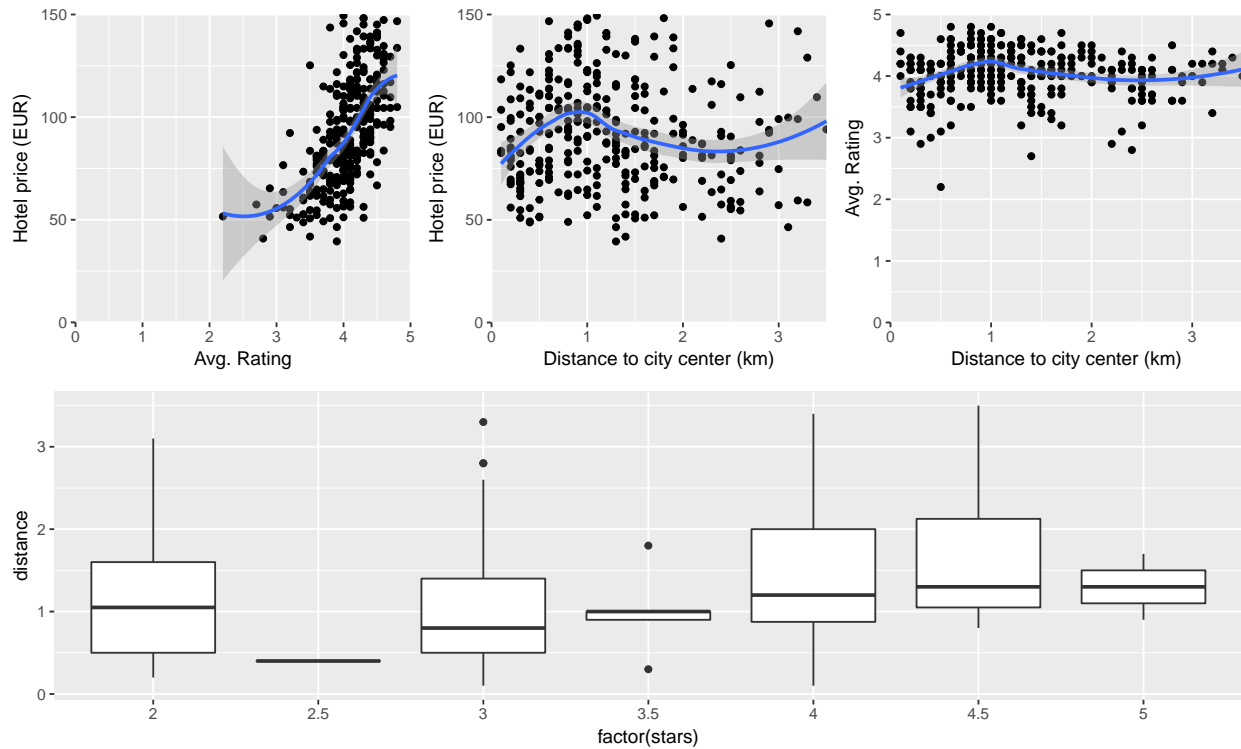 150
100
50
0
0 1 2 3 4 5
Hotel price (EUR)
Avg. Rating
150
100
50
0
0 1 2 3
Hotel price (EUR)
Distance to city center (km)
5
4
3
2
1
0
0 1 2 3
Avg. Rating
Distance to city center (km)
3
2
1
0
2 2.5 3 3.5 4 4.5 5
distance
factor(stars)